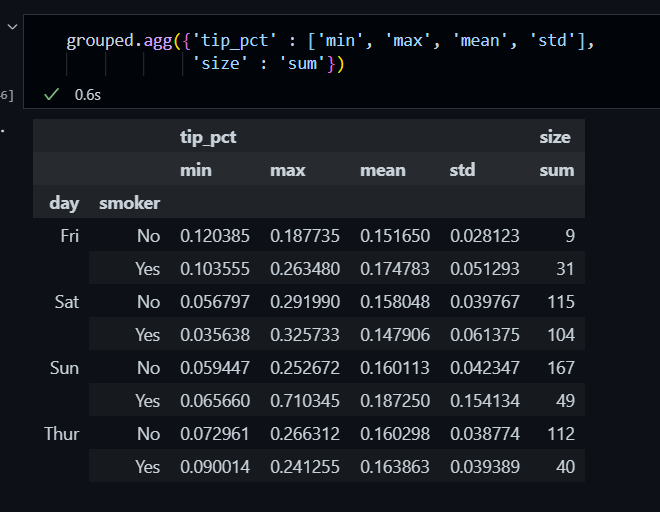 grouped.agg({'tip_pct' : ['min', 'max', 'mean', 'std'],
'size' : 'sum'})
6]
0.6s
tip_pct size
min max mean std sum
day smoker
Fri No 0.120385 0.187735 0.151650 0.028123 9
Yes 0.103555 0.263480 0.174783 0.051293 31
Sat No 0.056797 0.291990 0.158048 0.039767 115
Yes 0.035638 0.325733 0.147906 0.061375 104
Sun No 0.059447 0.252672 0.160113 0.042347 167
Yes 0.065660 0.710345 0.187250 0.154134 49
Thur No 0.072961 0.266312 0.160298 0.038774 112
Yes 0.090014 0.241255 0.163863 0.039389 40